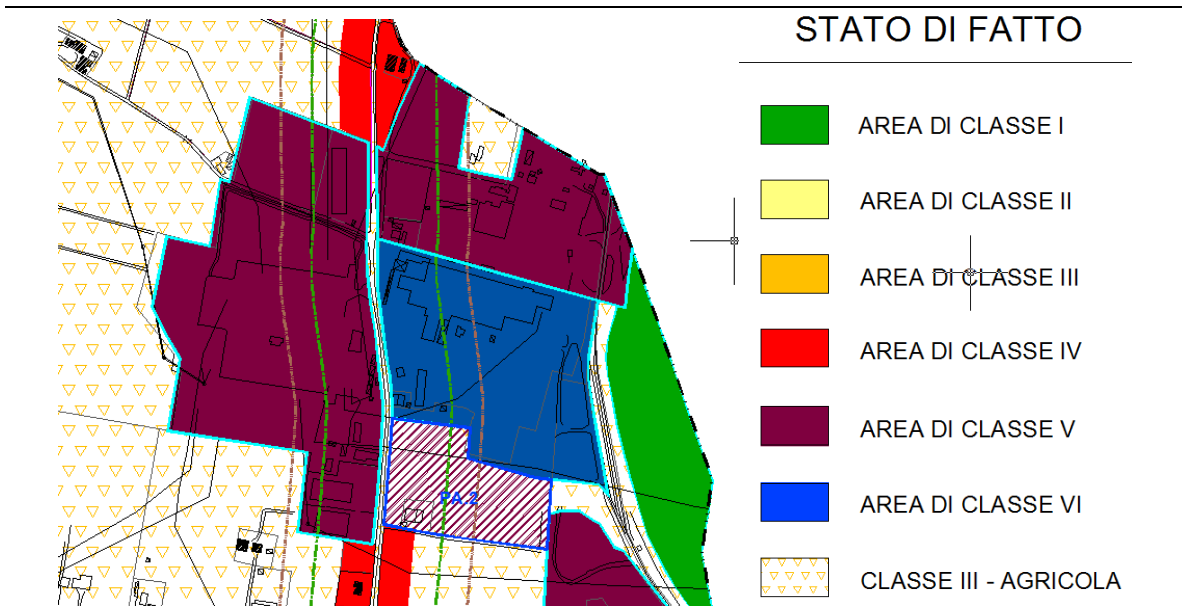 STATO DI FATTO
AREA DI CLASSE I
AREA DI CLASSE II
AREA DI CLASSE III
AREA DI CLASSE IV
AREA DI CLASSE V
AREA DI CLASSE VI
CLASSE III - AGRICOLA
PA 2